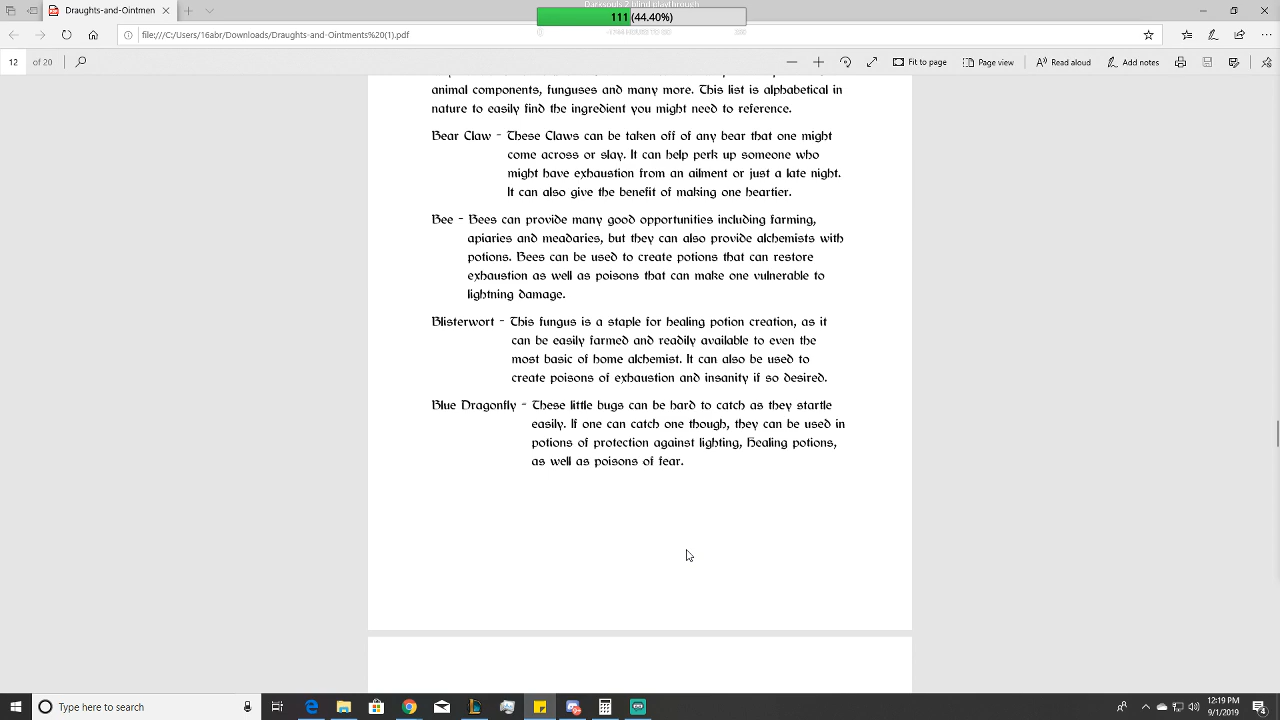 Darksouls 2 blind playthrough
111 (44.40%)
Draughts-and-Ointmen
file:///C:/Users/16abr/Downloads/Draughts-and-Ointments%20(1).pdf
12 of 20
Fit to page
Page view
Read aloud
Add notes
animal components, funguses and many more. This list is alphabetical in
nature to easily find the ingredient you might need to reference.
Bear Claw - These Claws can be taken off of any bear that one might
come across or slay. It can help perk up someone who
might have exhaustion from an ailment or just a late night.
It can also give the benefit of making one heartier.
Bee - Bees can provide many good opportunities including farming,
apiaries and meadaries, but they can also provide alchemists with
potions. Bees can be used to create potions that can restore
exhaustion as well as poisons that can make one vulnerable to
lightning damage.
Blisterwort - This fungus is a staple for healing potion creation, as it
can be easily farmed and readily available to even the
most basic of home alchemist. It can also be used to
create poisons of exhaustion and insanity if so desired.
Blue Dragonfly - These little bugs can be hard to catch as they startle
easily. If one can catch one though, they can be used in
potions of protection against lighting, Healing potions,
as well as poisons of fear.
Type here to search
12:19 PM
9/1/2019